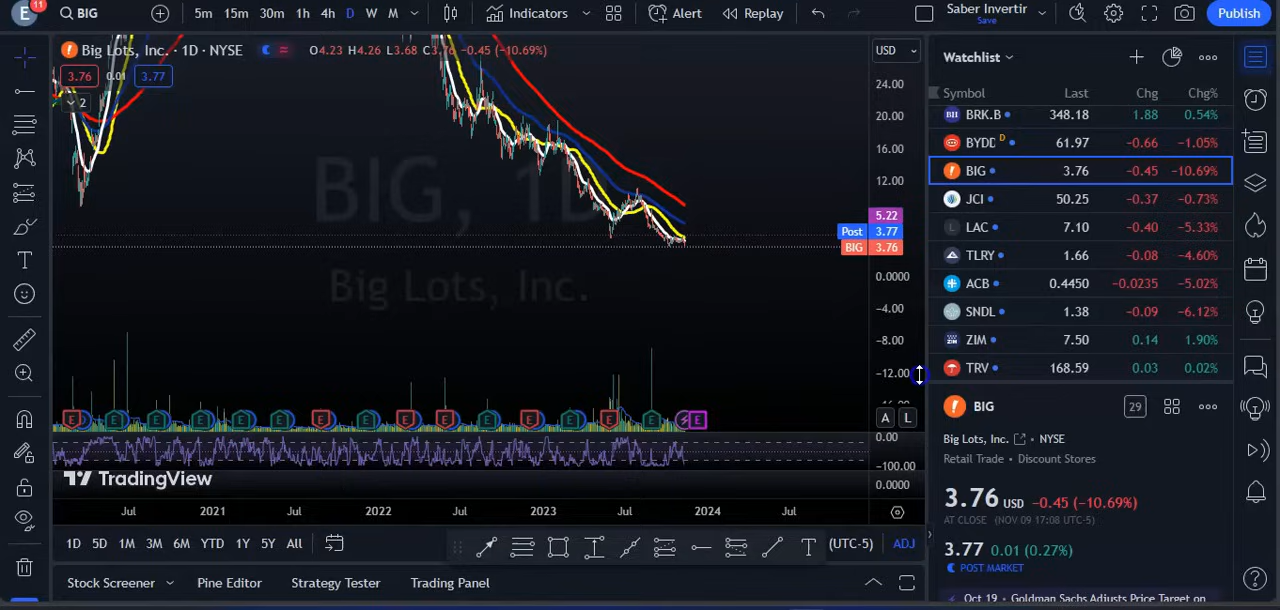 E 11 BIG 5m 15m 30m 1h 4h D W M Indicators Alert Replay Saber Invertir Save Publish
Big Lots, Inc. · 1D · NYSE O4.23 H4.26 L3.68 C3.76 -0.45 (-10.69%) USD
3.76 0.01 3.77
2
BIG, 1D
Big Lots, Inc.
24.00
20.00
16.00
12.00
5.22
Post 3.77
BIG 3.76
0.0000
-4.00
-8.00
-12.00
A L
E E E E E E E E E E E E E E E E
0.00
-100.00
0.0000
TradingView
Jul 2021 Jul 2022 Jul 2023 Jul 2024 Jul
1D 5D 1M 3M 6M YTD 1Y 5Y All T (UTC-5) ADJ
Stock Screener Pine Editor Strategy Tester Trading Panel
Watchlist
Symbol Last Chg Chg%
BRK.B 348.18 1.88 0.54%
BYDD D 61.97 -0.66 -1.05%
BIG 3.76 -0.45 -10.69%
JCI 50.25 -0.37 -0.73%
LAC 7.10 -0.40 -5.33%
TLRY 1.66 -0.08 -4.60%
ACB 0.4450 -0.0235 -5.02%
SNDL 1.38 -0.09 -6.12%
ZIM 7.50 0.14 1.90%
TRV 168.59 0.03 0.02%
BIG 29
Big Lots, Inc. NYSE
Retail Trade • Discount Stores
3.76 USD -0.45 (-10.69%)
AT CLOSE (NOV 09 17:08 UTC-5)
3.77 0.01 (0.27%)
POST MARKET
Oct 19 • Goldman Sachs Adjusts Price Target on